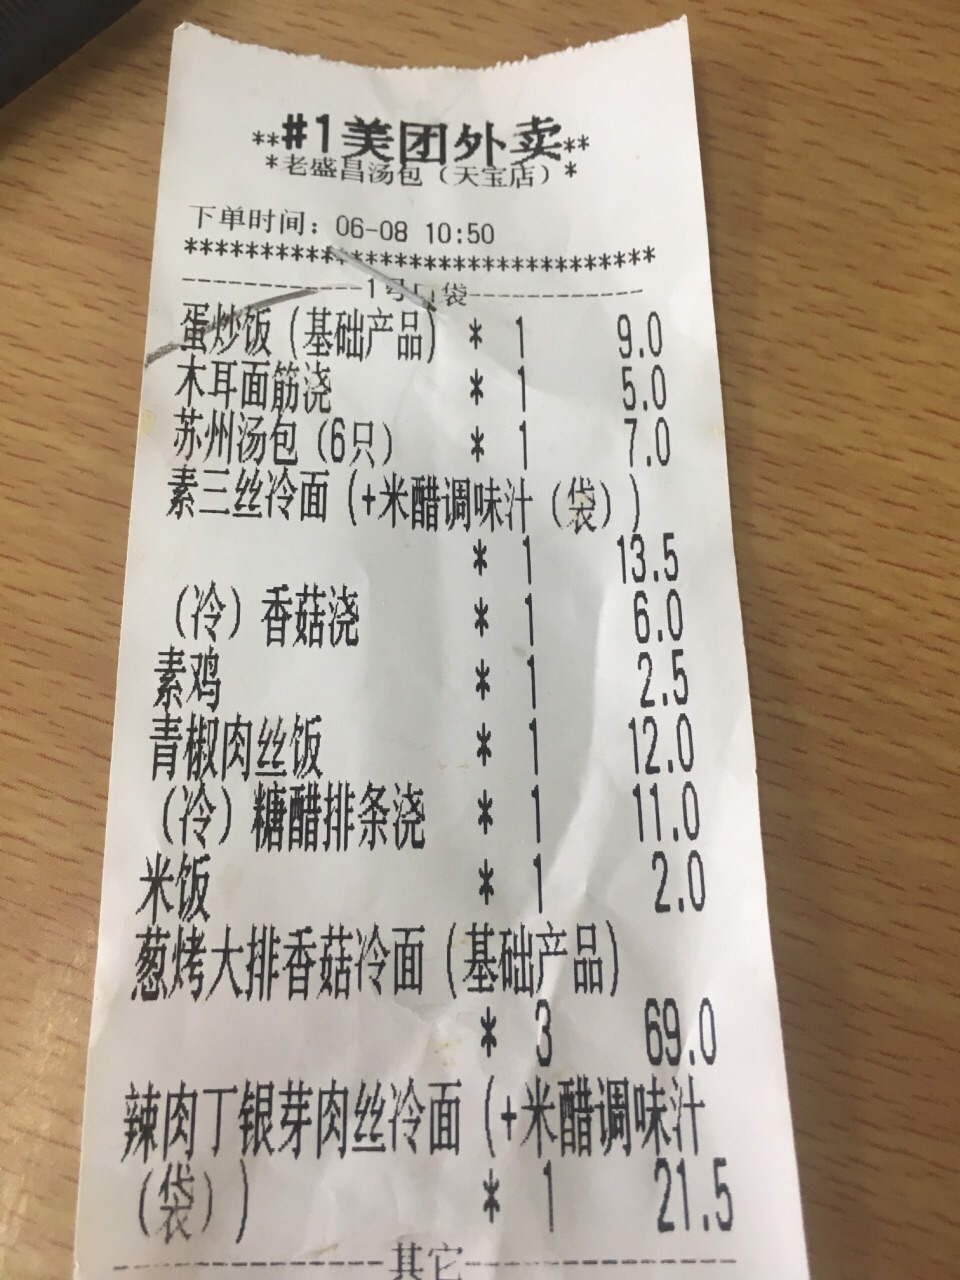 **#1美团外卖**
*老盛昌汤包（天宝店）*
下单时间：06-08 10:50
***********************************
------------1号口袋------------
蛋炒饭（基础产品） * 1 9.0
木耳面筋浇 * 1 5.0
苏州汤包（6只） * 1 7.0
素三丝冷面（+米醋调味汁（袋））
* 1 13.5
（冷）香菇浇 * 1 6.0
素鸡 * 1 2.5
青椒肉丝饭 * 1 12.0
（冷）糖醋排条浇 * 1 11.0
米饭 * 1 2.0
葱烤大排香菇冷面（基础产品）
* 3 69.0
辣肉丁银芽肉丝冷面（+米醋调味汁
（袋）） * 1 21.5
----------------其它----------------